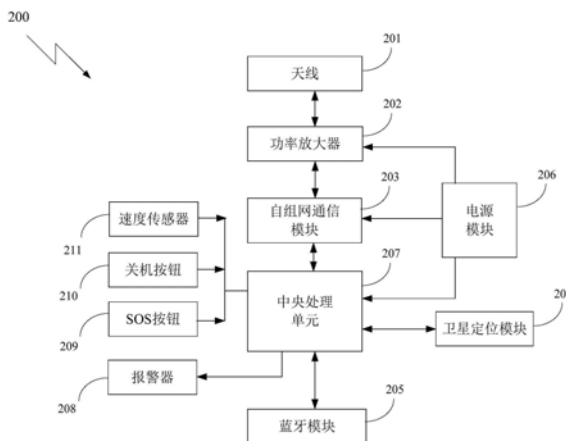 200
201
天线
202
功率放大器
203
自组网通信
模块
206
电源
模块
速度传感器
211
207
关机按钮
210
中央处理
单元
SOS按钮
209
20
卫星定位模块
报警器
208
205
蓝牙模块